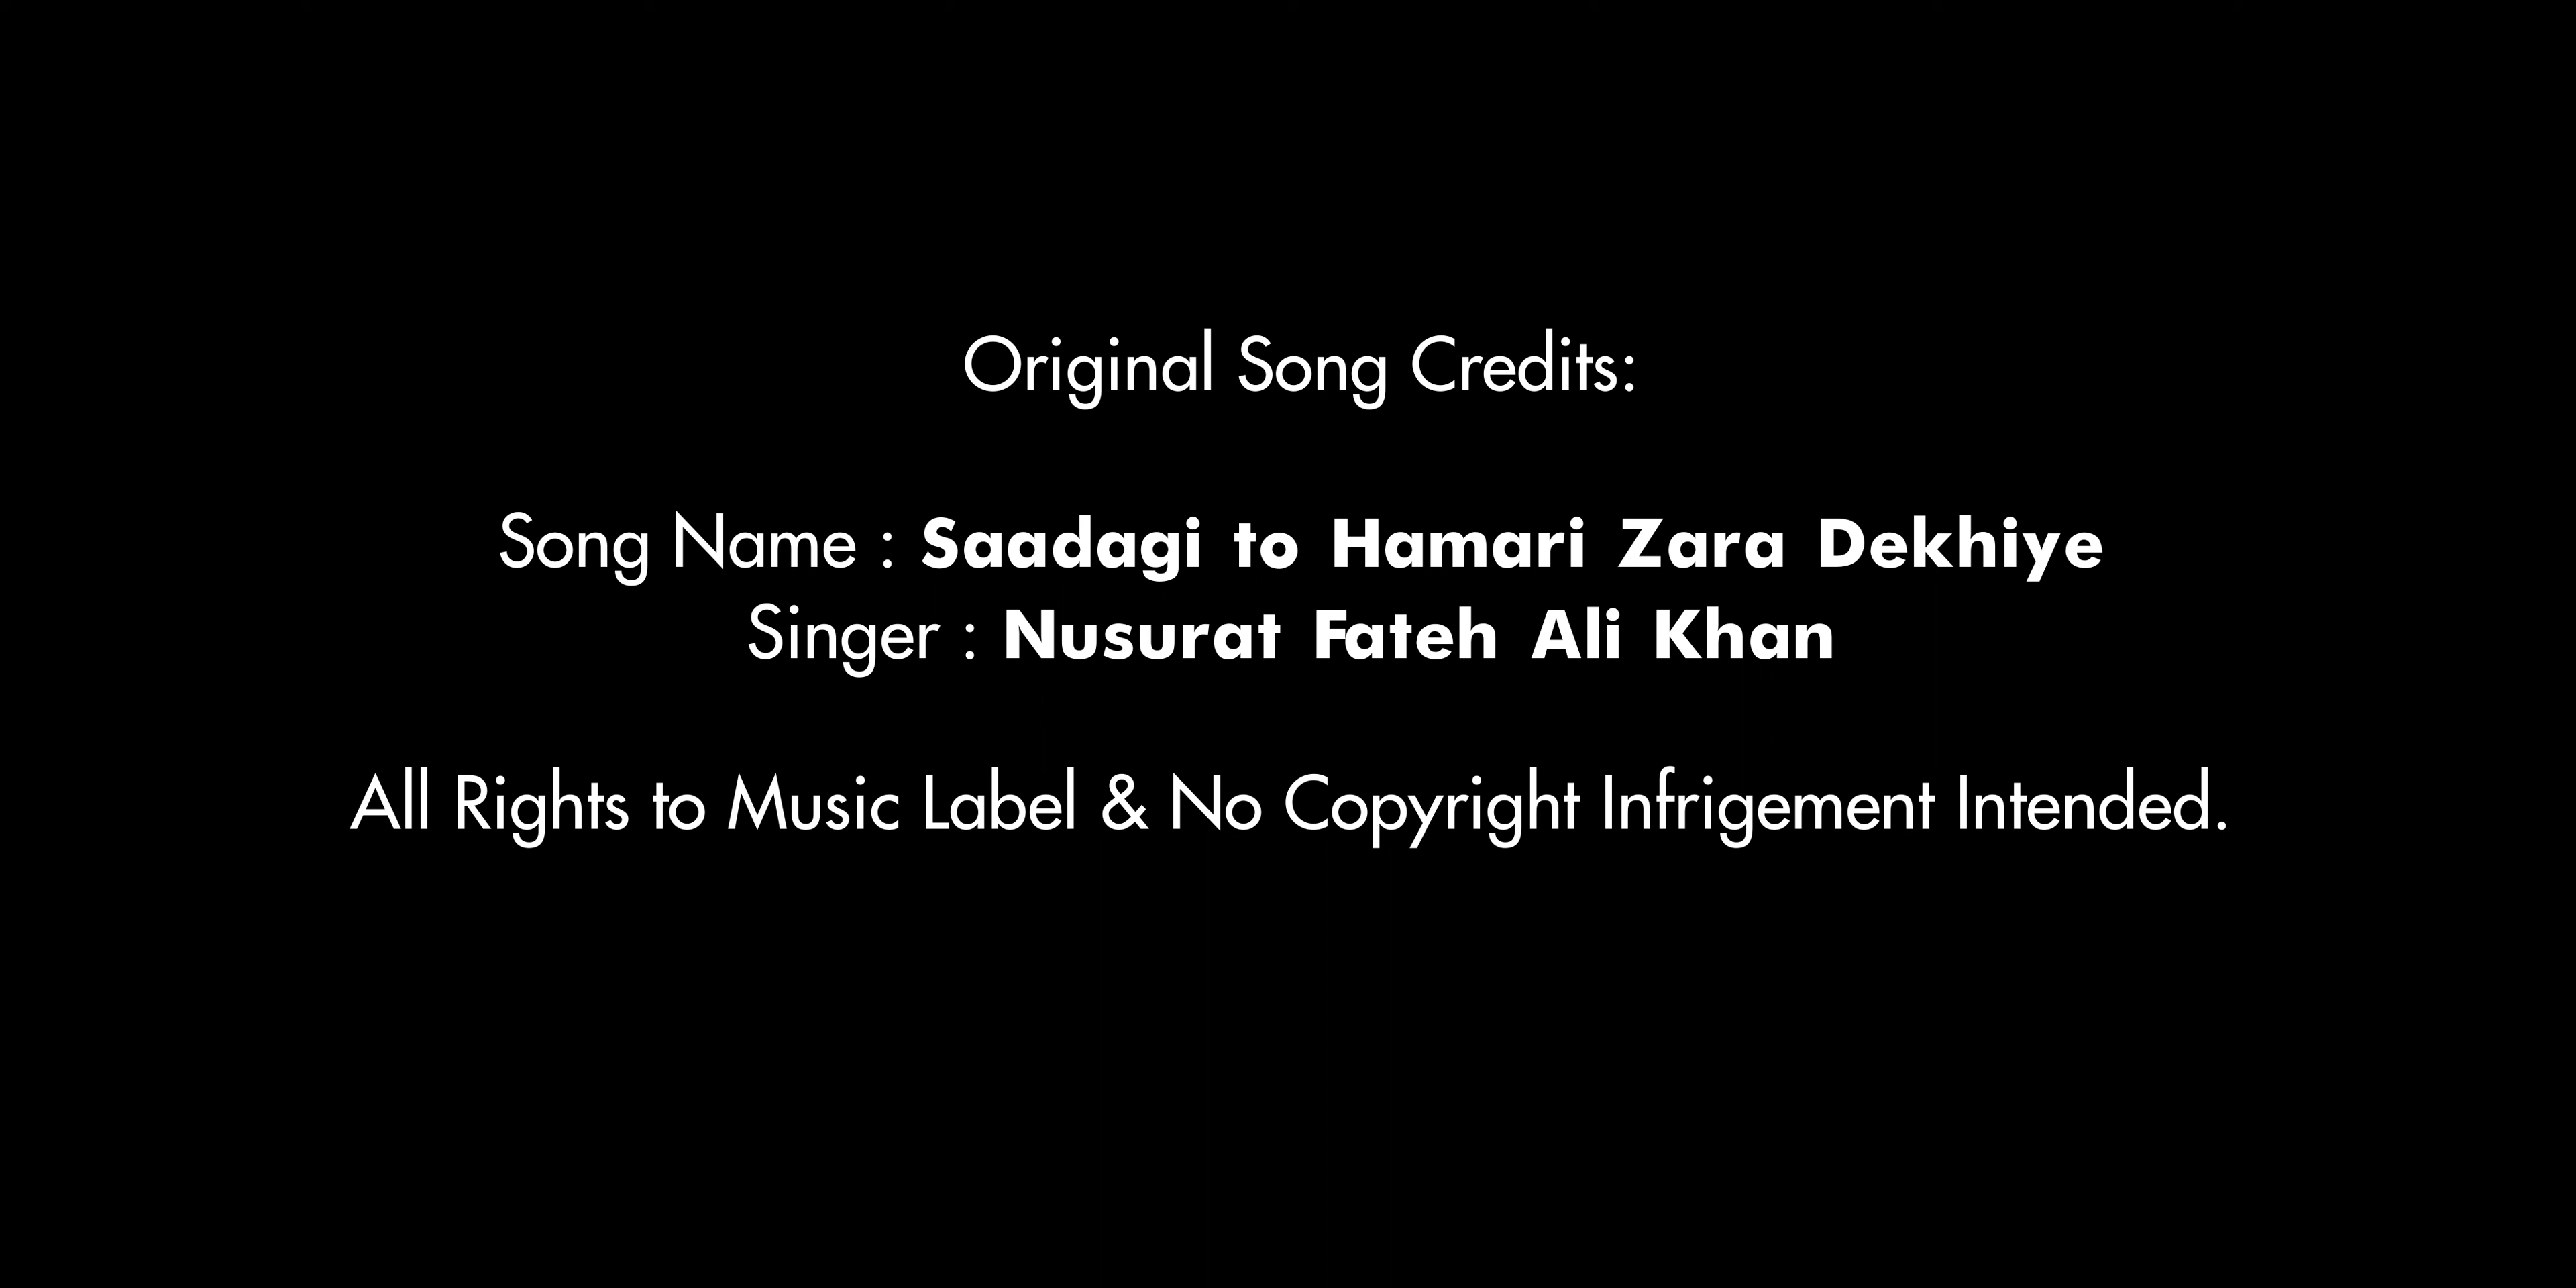 Original Song Credits:
Song Name : Saadagi to Hamari Zara Dekhiye
Singer : Nusurat Fateh Ali Khan
All Rights to Music Label & No Copyright Infrigement Intended.